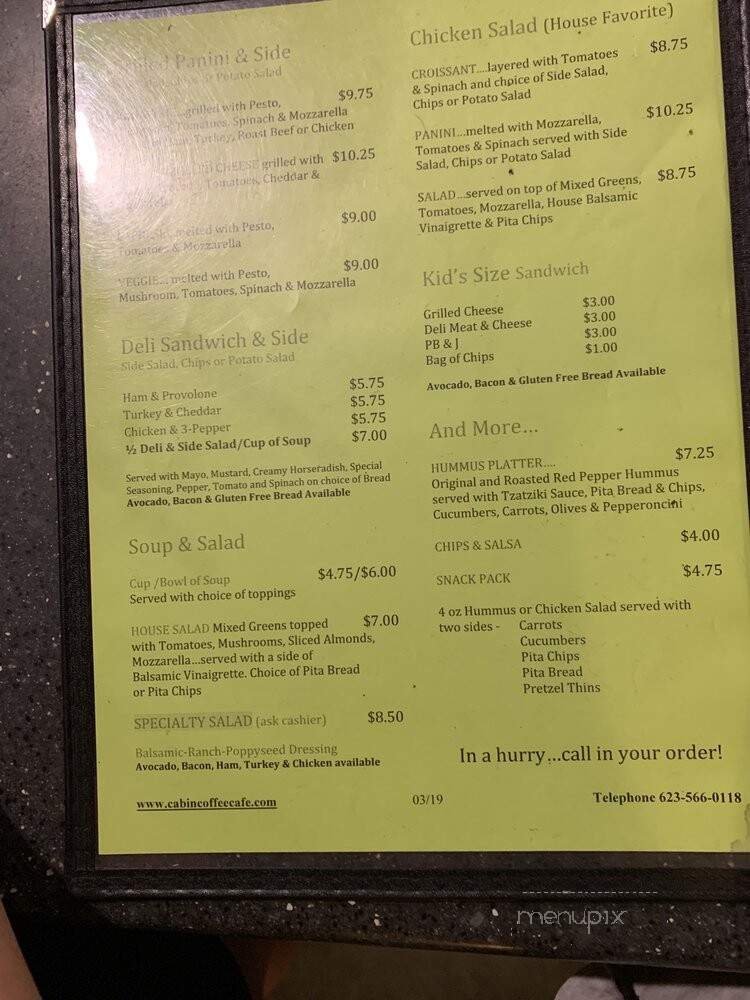 Panini & Side
Potato Salad
...grilled with Pesto, $9.75
Tomatoes, Spinach & Mozzarella
Turkey, Roast Beef or Chicken
CHEESE grilled with $10.25
Tomatoes, Cheddar &
melted with Pesto, $9.00
Tomatoes & Mozzarella
VEGGIE... melted with Pesto, $9.00
Mushroom, Tomatoes, Spinach & Mozzarella
Deli Sandwich & Side
Side Salad, Chips or Potato Salad
Ham & Provolone $5.75
Turkey & Cheddar $5.75
Chicken & 3-Pepper $5.75
½ Deli & Side Salad/Cup of Soup $7.00
Served with Mayo, Mustard, Creamy Horseradish, Special
Seasoning, Pepper, Tomato and Spinach on choice of Bread
Avocado, Bacon & Gluten Free Bread Available
Soup & Salad
Cup /Bowl of Soup $4.75/$6.00
Served with choice of toppings
HOUSE SALAD Mixed Greens topped $7.00
with Tomatoes, Mushrooms, Sliced Almonds,
Mozzarella...served with a side of
Balsamic Vinaigrette. Choice of Pita Bread
or Pita Chips
SPECIALTY SALAD (ask cashier) $8.50
Balsamic-Ranch-Poppyseed Dressing
Avocado, Bacon, Ham, Turkey & Chicken available
www.cabincoffeecafe.com
Chicken Salad (House Favorite)
CROISSANT....layered with Tomatoes $8.75
& Spinach and choice of Side Salad,
Chips or Potato Salad
PANINI...melted with Mozzarella, $10.25
Tomatoes & Spinach served with Side
Salad, Chips or Potato Salad
SALAD...served on top of Mixed Greens, $8.75
Tomatoes, Mozzarella, House Balsamic
Vinaigrette & Pita Chips
Kid's Size Sandwich
Grilled Cheese $3.00
Deli Meat & Cheese $3.00
PB & J $3.00
Bag of Chips $1.00
Avocado, Bacon & Gluten Free Bread Available
And More...
HUMMUS PLATTER.... $7.25
Original and Roasted Red Pepper Hummus
served with Tzatziki Sauce, Pita Bread & Chips,
Cucumbers, Carrots, Olives & Pepperoncini
CHIPS & SALSA $4.00
SNACK PACK $4.75
4 oz Hummus or Chicken Salad served with
two sides - Carrots
Cucumbers
Pita Chips
Pita Bread
Pretzel Thins
In a hurry...call in your order!
03/19
Telephone 623-566-0118
menupix